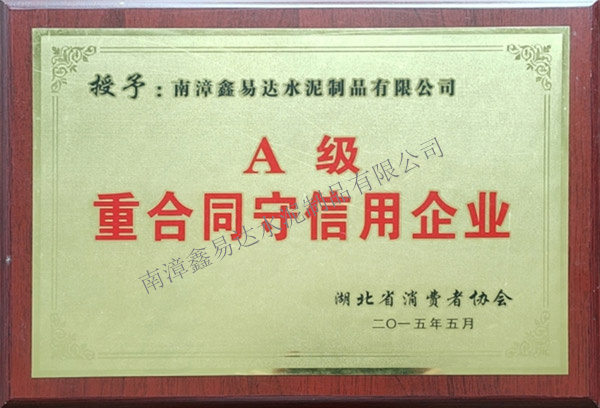 授予：南漳鑫易达水泥制品有限公司
A 级
重合同守信用企业
南漳鑫易达水泥制品有限公司
湖北省消费者协会
二〇一五年五月